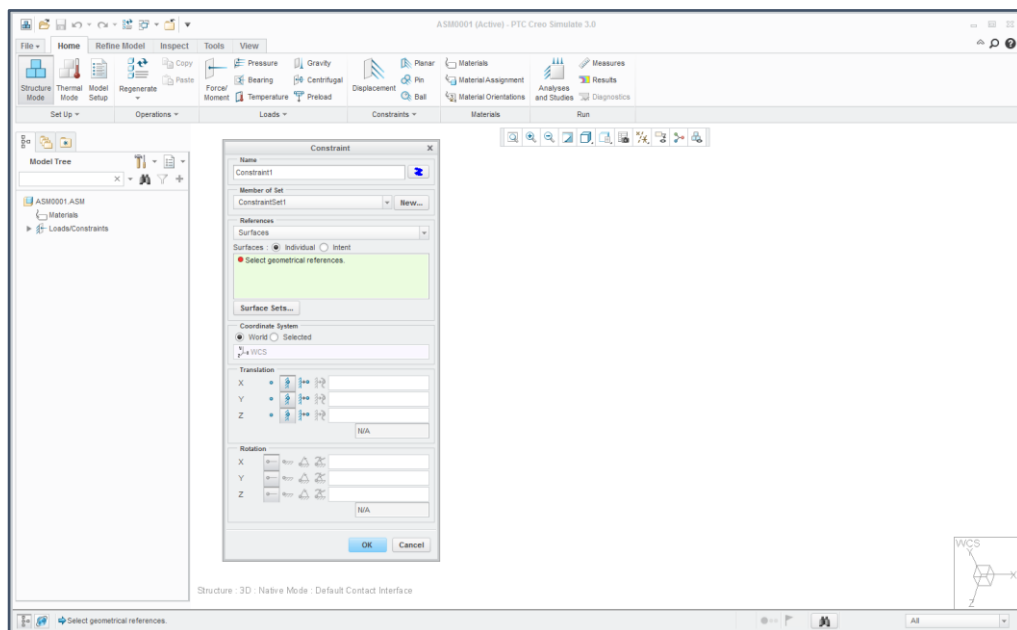 ASM0001 (Active) - PTC Creo Simulate 3.0
File Home Refine Model Inspect Tools View
Structure Mode
Thermal Mode
Model Setup
Regenerate
Copy
Paste
Force/ Moment
Pressure
Bearing
Temperature
Gravity
Centrifugal
Preload
Displacement
Planar
Pin
Ball
Materials
Material Assignment
Material Orientations
Analyses and Studies
Measures
Results
Diagnostics
Set Up Operations Loads Constraints Materials Run
Model Tree
ASM0001.ASM
Materials
Loads/Constraints
Constraint
Name
Constraint1
Member of Set
ConstraintSet1 New...
References
Surfaces
Surfaces : Individual Intent
Select geometrical references.
Surface Sets...
Coordinate System
World Selected
WCS
Translation
X
Y
Z
N/A
Rotation
X
Y
Z
N/A
OK Cancel
Structure : 3D : Native Mode : Default Contact Interface
WCS
Y
X
Z
Select geometrical references.
All